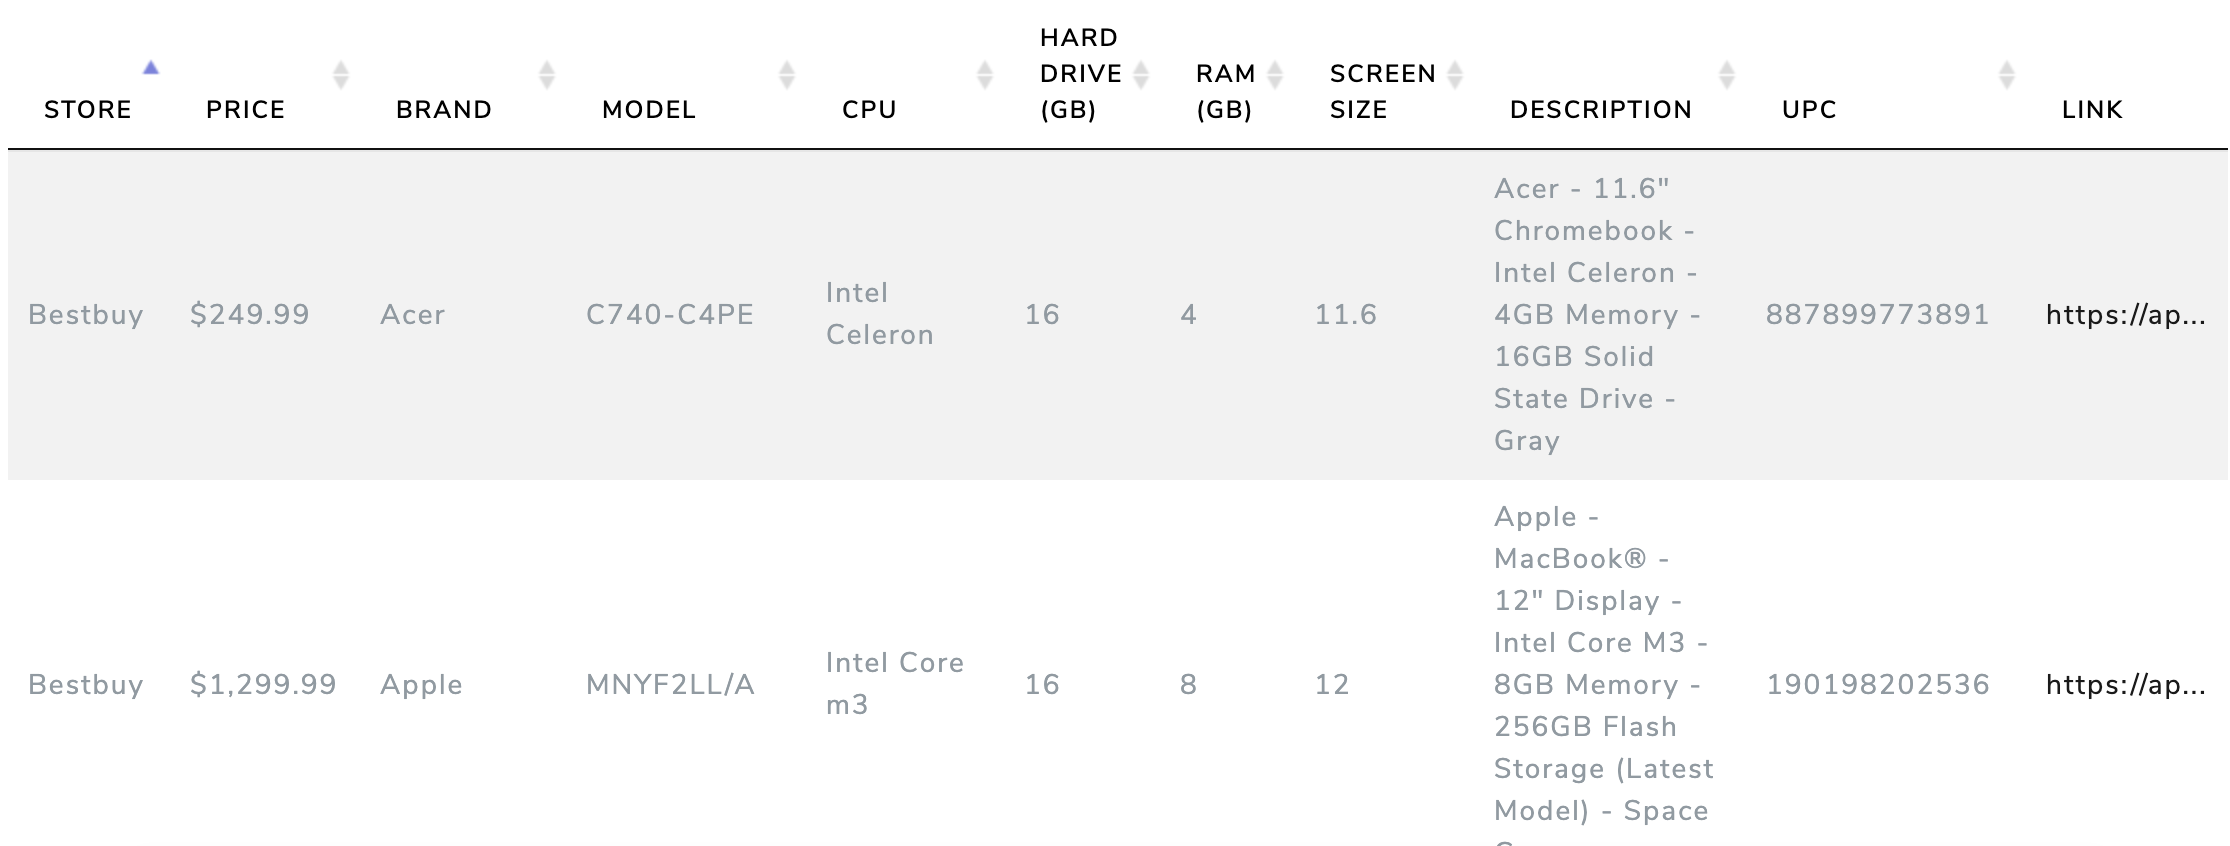 STORE PRICE BRAND MODEL CPU HARD DRIVE (GB) RAM (GB) SCREEN SIZE DESCRIPTION UPC LINK
Bestbuy $249.99 Acer C740-C4PE Intel Celeron 16 4 11.6 Acer - 11.6" Chromebook - Intel Celeron - 4GB Memory - 16GB Solid State Drive - Gray 887899773891 https://ap...
Bestbuy $1,299.99 Apple MNYF2LL/A Intel Core m3 16 8 12 Apple - MacBook® - 12" Display - Intel Core M3 - 8GB Memory - 256GB Flash Storage (Latest Model) - Space 190198202536 https://ap...